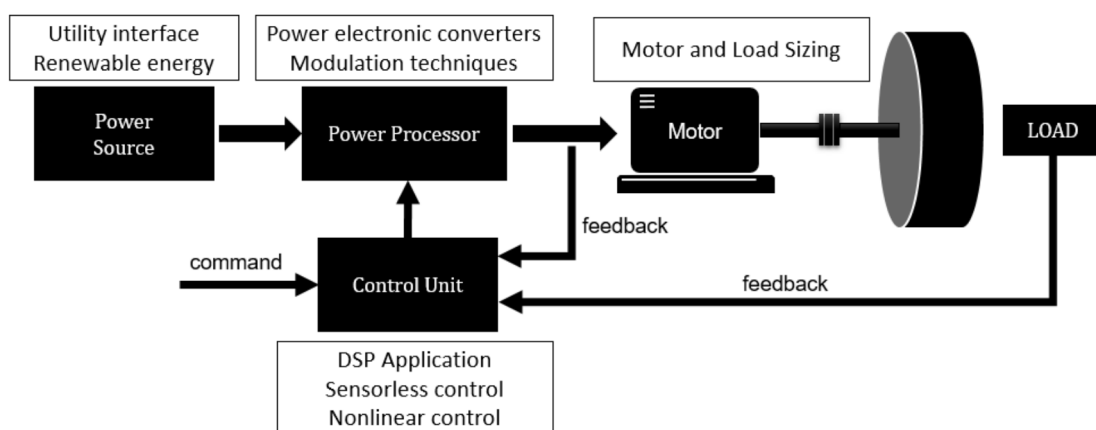 Utility interface
Renewable energy
Power electronic converters
Modulation techniques
Motor and Load Sizing
Power
Source
Power Processor
Motor
LOAD
feedback
command
Control Unit
feedback
DSP Application
Sensorless control
Nonlinear control